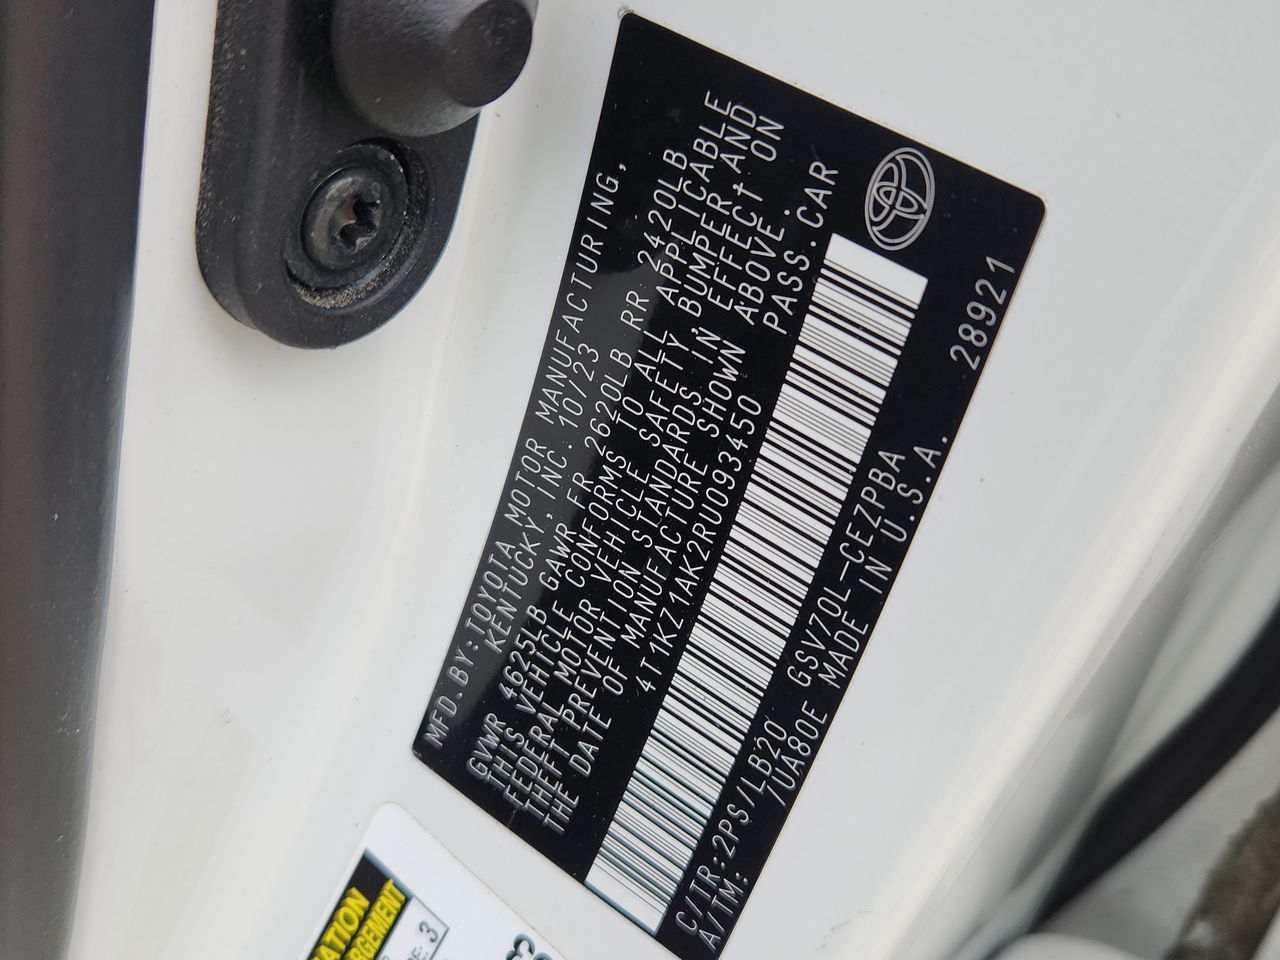 MFD.BY:TOYOTA MOTOR MANUFACTURING,
KENTUCKY, INC. 10/23
GVWR 4625LB GAWR FR 2620LB RR 2420LB
THIS VEHICLE CONFORMS TO ALL APPLICABLE
FEDERAL MOTOR VEHICLE SAFETY, BUMPER, AND
THEFT PREVENTION STANDARDS IN EFFECT ON
THE DATE OF MANUFACTURE SHOWN ABOVE.
4T1KZ1AK2RU093450 PASS.CAR
C/TR:2PS/LB20 GSV70L-CEZPBA
A/TM: /UA80E MADE IN U.S.A.
28921
3